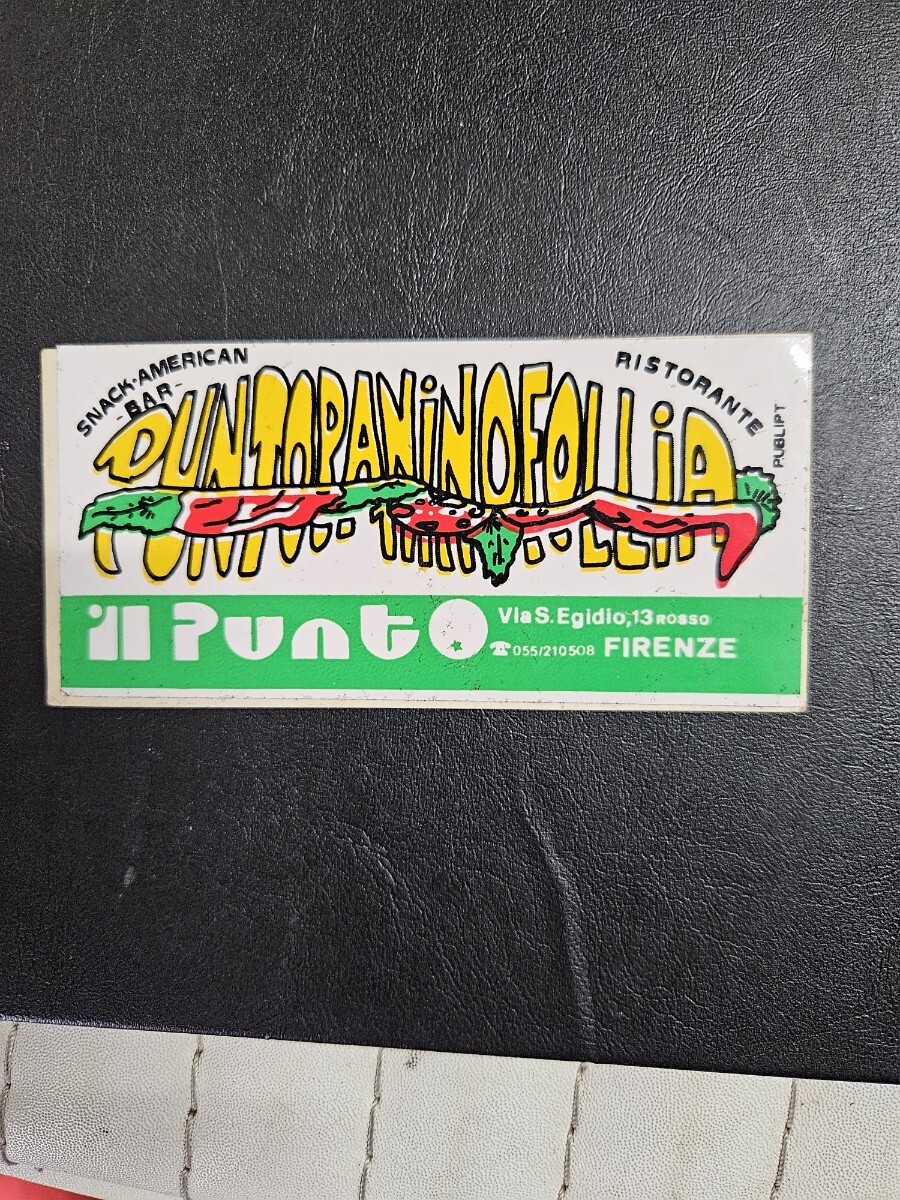 SNACK·AMERICAN
-BAR-
RISTORANTE
PUNTOPANiNOFOLLiA
PUBLIPT
il Punto
Via S. Egidio,13 ROSSO
☎ 055/210508 FIRENZE